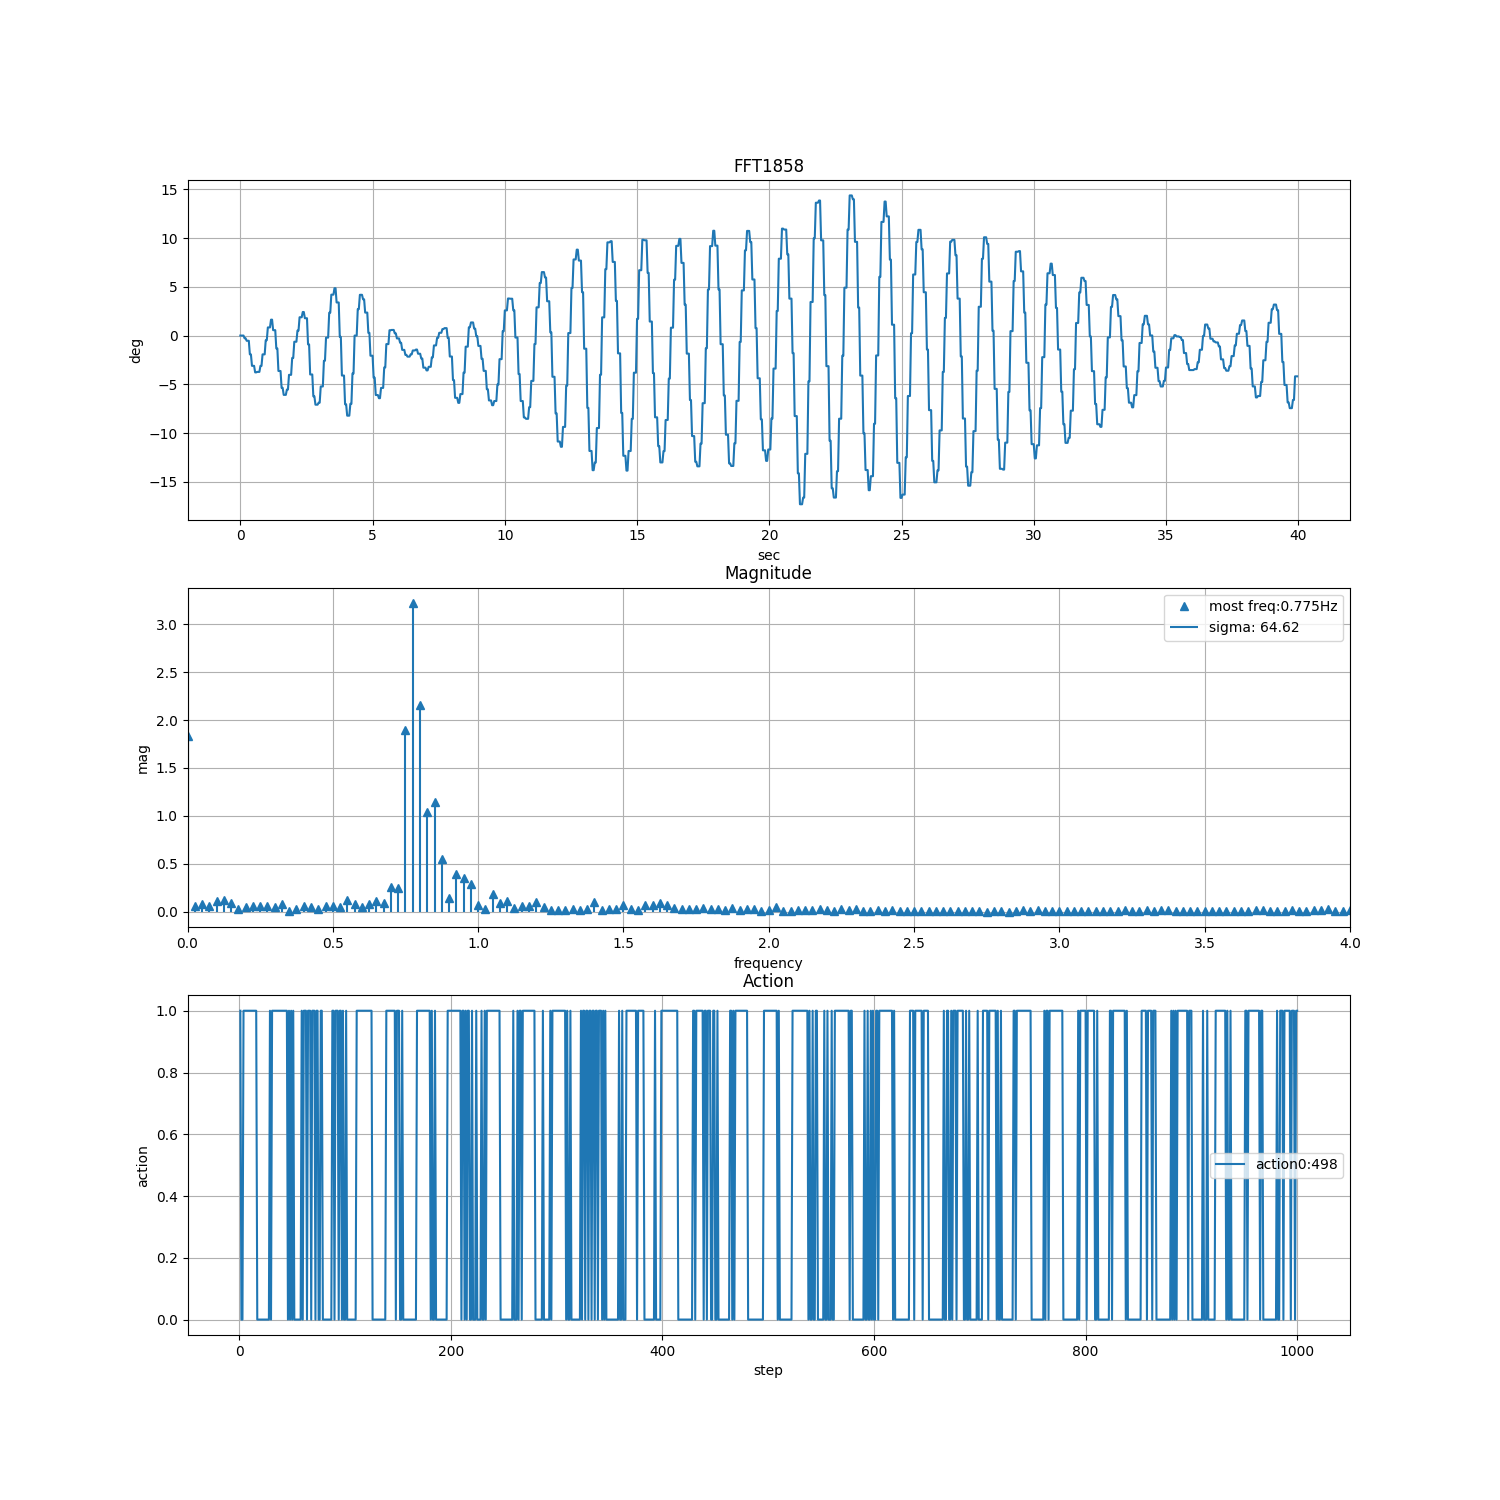 FFT1858
15
10
5
0
−5
−10
−15
deg
0 5 10 15 20 25 30 35 40
sec
Magnitude
most freq:0.775Hz
sigma: 64.62
3.0
2.5
2.0
1.5
1.0
0.5
0.0
mag
0.0 0.5 1.0 1.5 2.0 2.5 3.0 3.5 4.0
frequency
Action
1.0
0.8
0.6
0.4
0.2
0.0
action
action0:498
0 200 400 600 800 1000
step